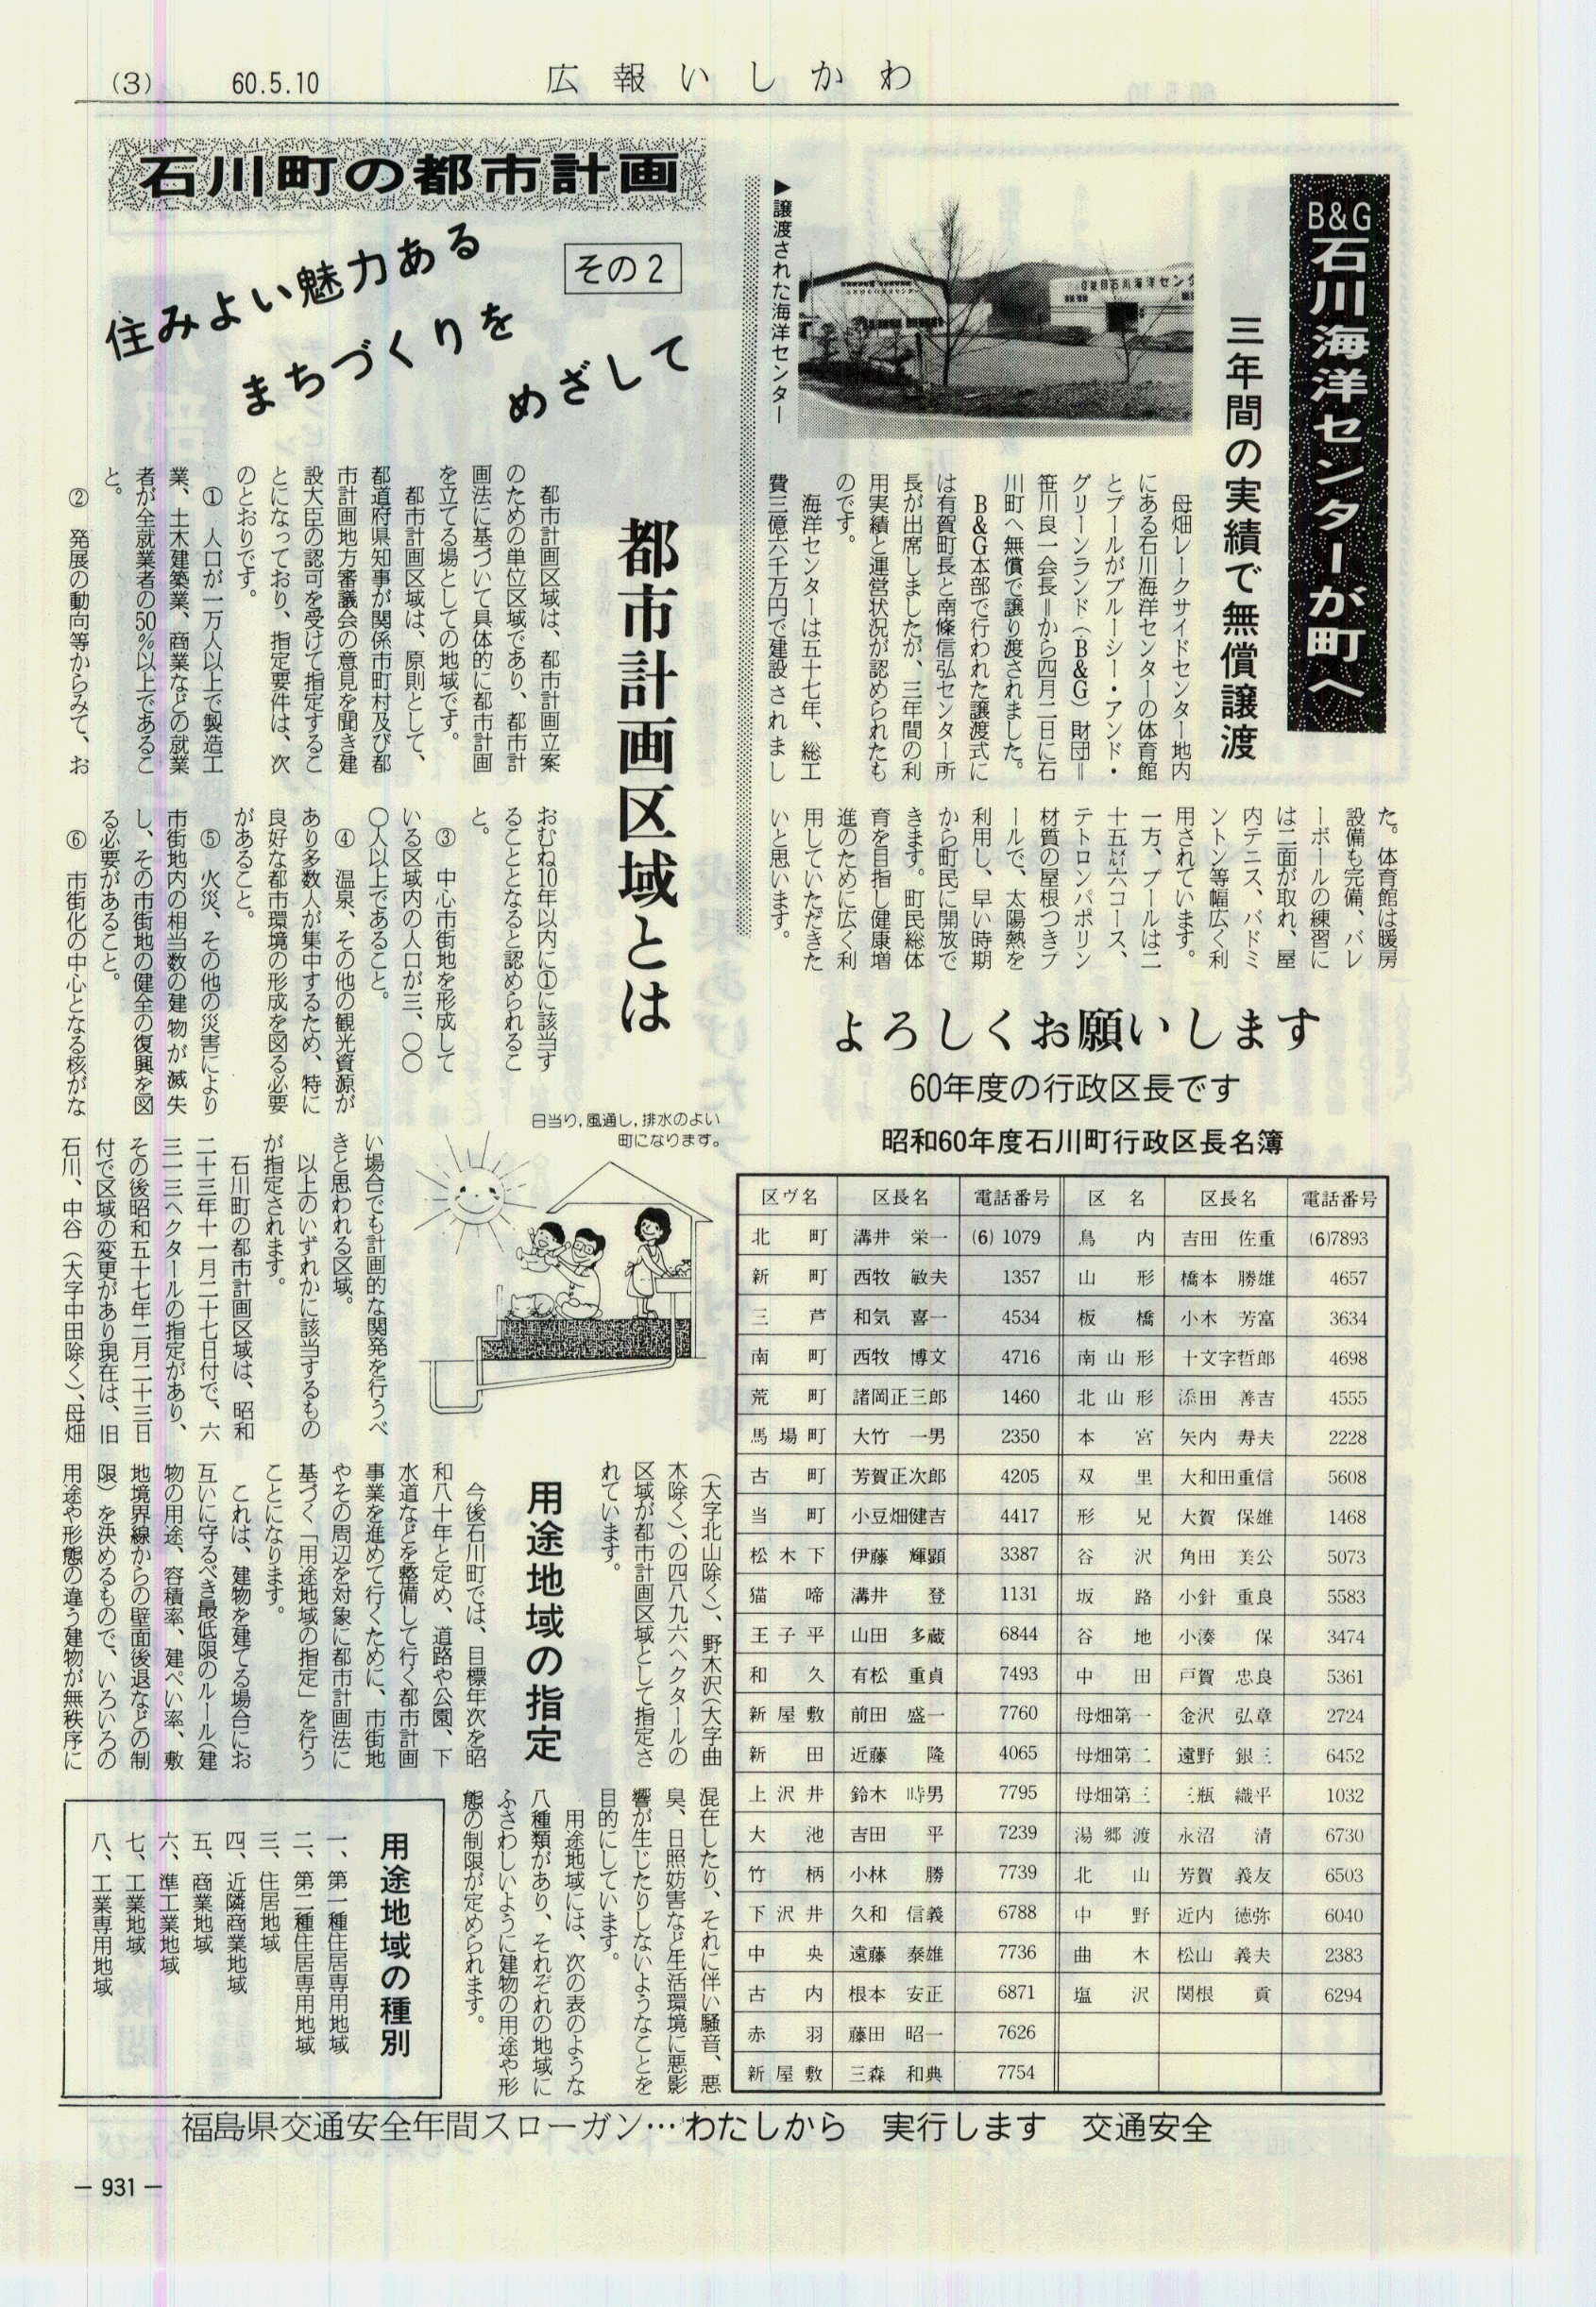 (3)
60.5.10
広報いしかわ
B&G石川海洋センターが町へ
三年間の実績で無償譲渡
▶譲渡された海洋センター
母畑レークサイドセンター地内
にある石川海洋センターの体育館
とプールがブルーシー・アンド・
グリーンランド（B&G）財団＝
笹川良一会長＝から四月二日に石
川町へ無償で譲り渡されました。
B&G本部で行われた譲渡式に
は有賀町長と南條信弘センター所
長が出席しましたが、三年間の利
用実績と運営状況が認められたも
のです。
海洋センターは五十七年、総工
費三億六千万円で建設されまし
た。体育館は暖房
設備も完備、バレ
ーボールの練習に
は二面が取れ、屋
内テニス、バドミ
ントン等幅広く利
用されています。
一方、プールは二
十五㍍六コース、
テトロンパポリン
材質の屋根つきプ
ールで、太陽熱を
利用し、早い時期
から町民に開放で
きます。町民総体
育を目指し健康増
進のために広く利
用していただきた
いと思います。
石川町の都市計画
その2
住みよい魅力ある
まちづくりを
めざして
都市計画区域とは
都市計画区域は、都市計画立案
のための単位区域であり、都市計
画法に基づいて具体的に都市計画
を立てる場としての地域です。
都市計画区域は、原則として、
都道府県知事が関係市町村及び都
市計画地方審議会の意見を聞き建
設大臣の認可を受けて指定するこ
とになっており、指定要件は、次
のとおりです。
① 人口が一万人以上で製造工
業、土木建築業、商業などの就業
者が全就業者の50％以上であるこ
と。
② 発展の動向等からみて、お
おむね10年以内に①に該当す
ることとなると認められるこ
と。
③ 中心市街地を形成して
いる区域内の人口が三、〇〇
〇人以上であること。
④ 温泉、その他の観光資源が
あり多数人が集中するため、特に
良好な都市環境の形成を図る必要
があること。
⑤ 火災、その他の災害により
市街地内の相当数の建物が滅失
し、その市街地の健全の復興を図
る必要があること。
⑥ 市街化の中心となる核がな
い場合でも計画的な開発を行うべ
きと思われる区域。
以上のいずれかに該当するもの
が指定されます。
石川町の都市計画区域は、昭和
二十三年十一月二十七日付で、六
三一三ヘクタールの指定があり、
その後昭和五十七年二月二十三日
付で区域の変更があり現在は、旧
石川、中谷（大字中田除く）、母畑
（大字北山除く）、野木沢（大字曲
木除く）、の四八九六ヘクタールの
区域が都市計画区域として指定さ
れています。
日当り，風通し，排水のよい
町になります。
用途地域の指定
今後石川町では、目標年次を昭
和八十年と定め、道路や公園、下
水道などを整備して行く都市計画
事業を進めて行くために、市街地
やその周辺を対象に都市計画法に
基づく「用途地域の指定」を行う
ことになります。
これは、建物を建てる場合にお
互いに守るべき最低限のルール（建
物の用途、容積率、建ぺい率、敷
地境界線からの壁面後退などの制
限）を決めるもので、いろいろの
用途や形態の違う建物が無秩序に
混在したり、それに伴い騒音、悪
臭、日照妨害など生活環境に悪影
響が生じたりしないようなことを
目的にしています。
用途地域には、次の表のような
八種類があり、それぞれの地域に
ふさわしいように建物の用途や形
態の制限が定められます。
用途地域の種別
一、第一種住居専用地域
二、第二種住居専用地域
三、住居地域
四、近隣商業地域
五、商業地域
六、準工業地域
七、工業地域
八、工業専用地域
よろしくお願いします
60年度の行政区長です
昭和60年度石川町行政区長名簿
区ヴ名 区長名 電話番号 区名 区長名 電話番号
北町 溝井 栄一 (6)1079 鳥内 吉田 佐重 (6)7893
新町 西牧 敏夫 1357 山形 橋本 勝雄 4657
三芦 和気 喜一 4534 板橋 小木 芳富 3634
南町 西牧 博文 4716 南山形 十文字哲郎 4698
荒町 諸岡正三郎 1460 北山形 添田 善吉 4555
馬場町 大竹 一男 2350 本宮 矢内 寿夫 2228
古町 芳賀正次郎 4205 双里 大和田重信 5608
当町 小豆畑健吉 4417 形見 大賀 保雄 1468
松木下 伊藤 輝顕 3387 谷沢 角田 美公 5073
猫啼 溝井 登 1131 坂路 小針 重良 5583
王子平 山田 多蔵 6844 谷地 小湊 保 3474
和久 有松 重貞 7493 中田 戸賀 忠良 5361
新屋敷 前田 盛一 7760 母畑第一 金沢 弘章 2724
新田 近藤 隆 4065 母畑第二 遠野 銀三 6452
上沢井 鈴木 時男 7795 母畑第三 三瓶 織平 1032
大池 吉田 平 7239 湯郷渡 永沼 清 6730
竹柄 小林 勝 7739 北山 芳賀 義友 6503
下沢井 久和 信義 6788 中野 近内 徳弥 6040
中央 遠藤 泰雄 7736 曲木 松山 義夫 2383
古内 根本 安正 6871 塩沢 関根 貢 6294
赤羽 藤田 昭一 7626
新屋敷 三森 和典 7754
福島県交通安全年間スローガン…わたしから 実行します 交通安全
— 931 —